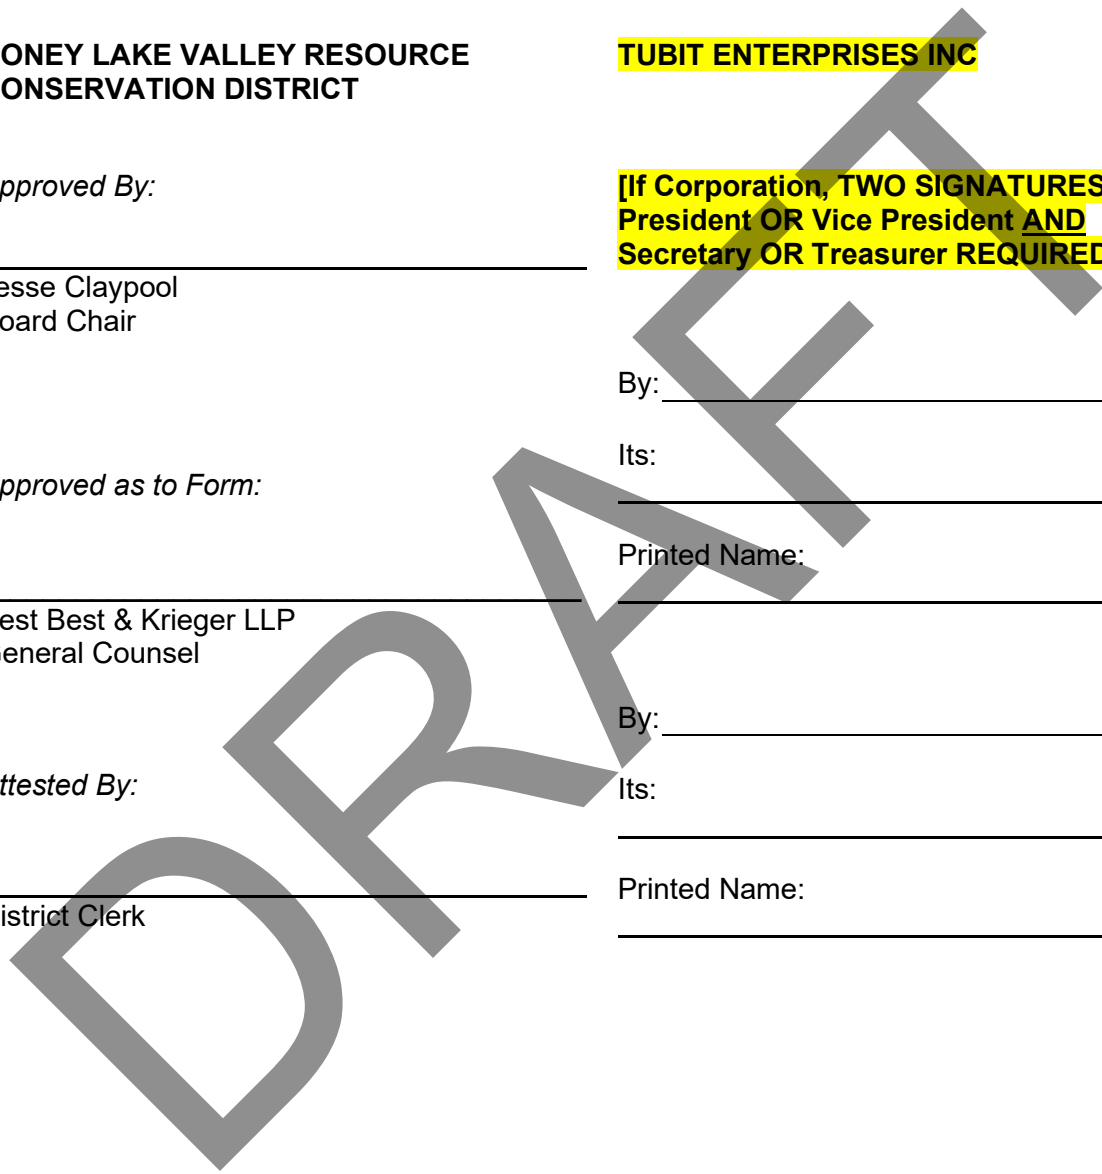 ONEY LAKE VALLEY RESOURCE
ONSERVATION DISTRICT
pproved By:
esse Claypool
oard Chair
pproved as to Form:
est Best & Krieger LLP
eneral Counsel
ttested By:
istrict Clerk
TUBIT ENTERPRISES INC
[If Corporation, TWO SIGNATURES
President OR Vice President AND
Secretary OR Treasurer REQUIRED
By:
Its:
Printed Name:
By:
Its:
Printed Name:
DRAFT